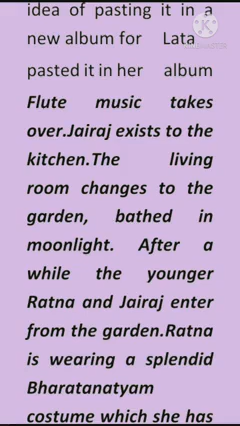 idea of pasting it in a
new album for Lata
pasted it in her album
Flute music takes
over.Jairaj exists to the
kitchen.The living
room changes to the
garden, bathed in
moonlight. After a
while the younger
Ratna and Jairaj enter
from the garden.Ratna
is wearing a splendid
Bharatanatyam
costume which she has